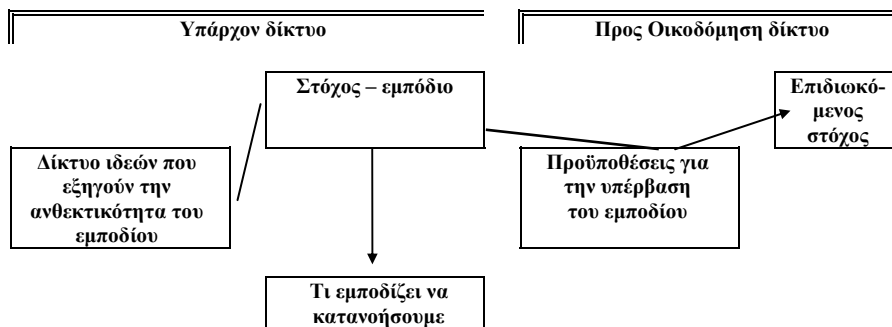 Υπάρχον δίκτυο
Προς Οικοδόμηση δίκτυο
Στόχος – εμπόδιο
Επιδιωκό-
μενος
στόχος
Δίκτυο ιδεών που
εξηγούν την
ανθεκτικότητα του
εμποδίου
Προϋποθέσεις για
την υπέρβαση
του εμποδίου
Τι εμποδίζει να
κατανοήσουμε